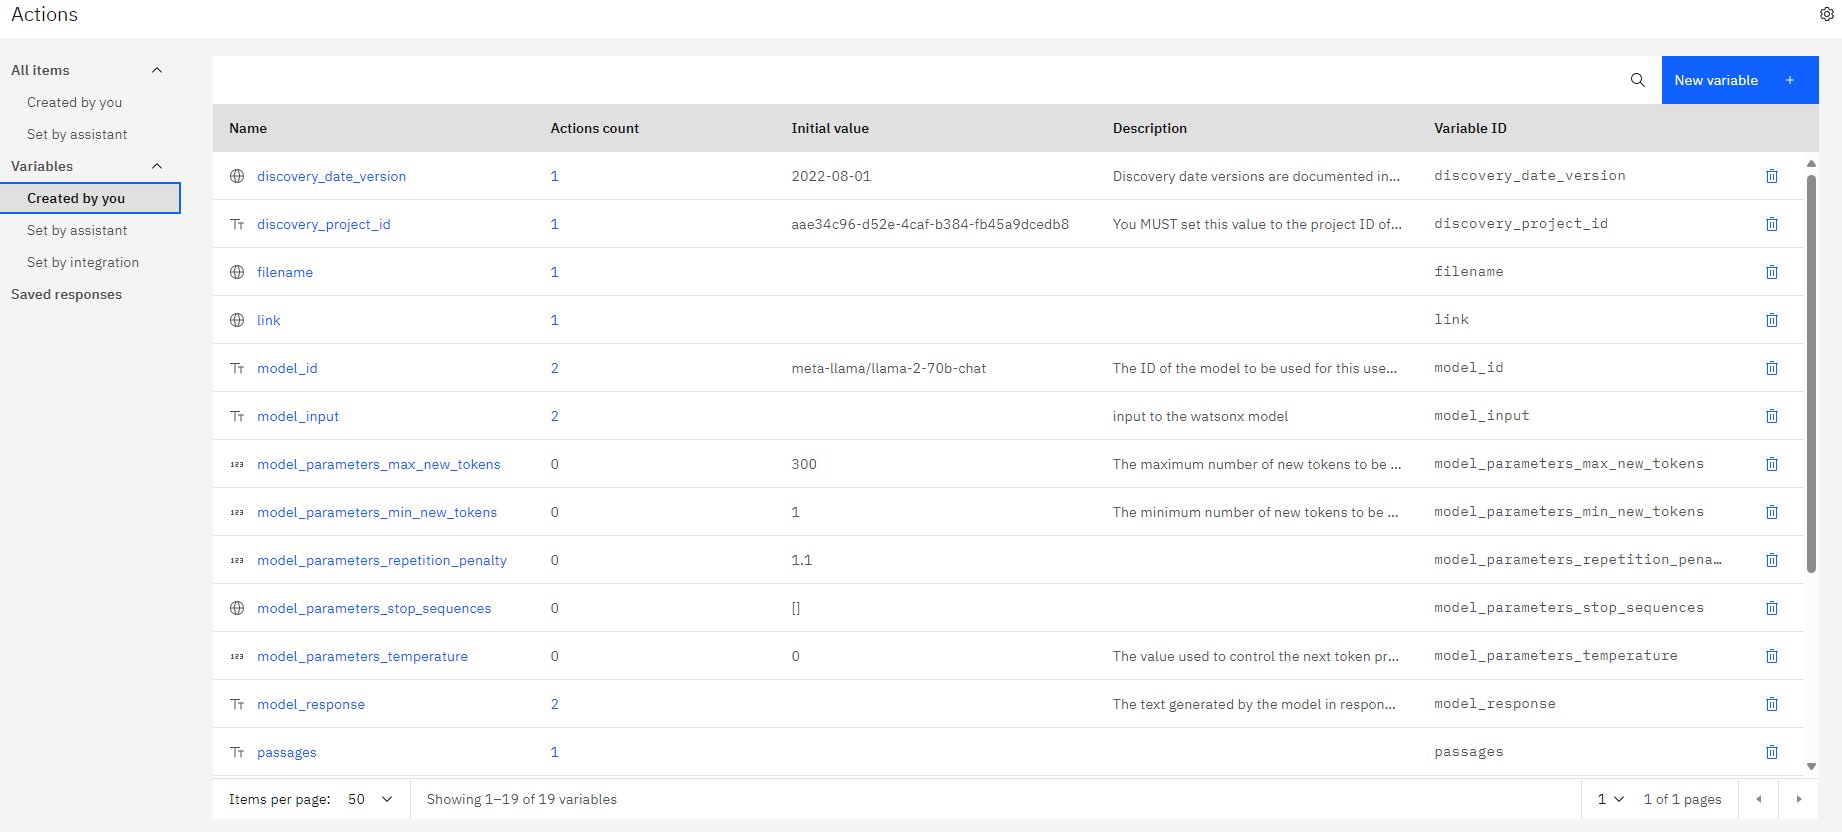 Actions
All items
Created by you
Set by assistant
Variables
Created by you
Set by assistant
Set by integration
Saved responses
New variable +
Name Actions count Initial value Description Variable ID
discovery_date_version 1 2022-08-01 Discovery date versions are documented in... discovery_date_version
Tт discovery_project_id 1 aae34c96-d52e-4caf-b384-fb45a9dcedb8 You MUST set this value to the project ID of... discovery_project_id
filename 1 filename
link 1 link
Tт model_id 2 meta-llama/llama-2-70b-chat The ID of the model to be used for this use... model_id
Tт model_input 2 input to the watsonx model model_input
123 model_parameters_max_new_tokens 0 300 The maximum number of new tokens to be ... model_parameters_max_new_tokens
123 model_parameters_min_new_tokens 0 1 The minimum number of new tokens to be ... model_parameters_min_new_tokens
123 model_parameters_repetition_penalty 0 1.1 model_parameters_repetition_pena...
model_parameters_stop_sequences 0 [] model_parameters_stop_sequences
123 model_parameters_temperature 0 0 The value used to control the next token pr... model_parameters_temperature
Tт model_response 2 The text generated by the model in respon... model_response
Tт passages 1 passages
Items per page: 50 Showing 1–19 of 19 variables 1 1 of 1 pages